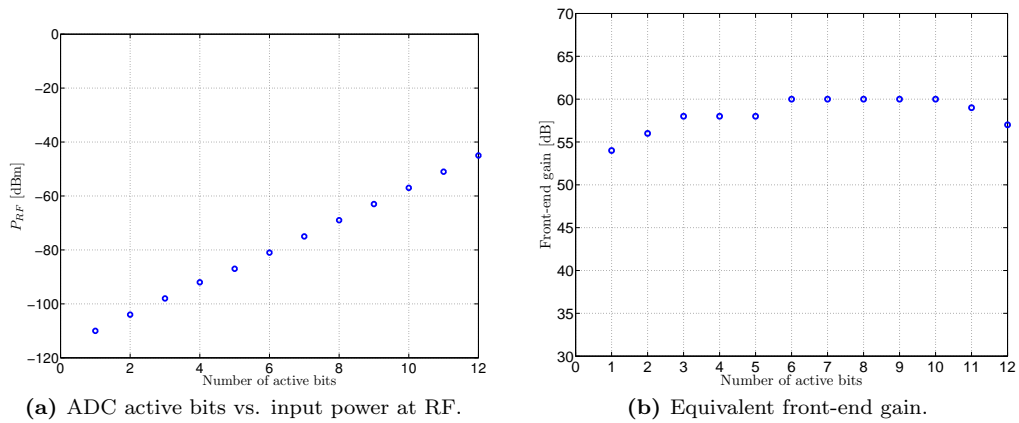 0
−20
−40
−60
−80
−100
−120
P_RF [dBm]
0 2 4 6 8 10 12
Number of active bits
(a) ADC active bits vs. input power at RF.
70
65
60
55
50
45
40
35
30
Front-end gain [dB]
0 1 2 3 4 5 6 7 8 9 10 11 12
Number of active bits
(b) Equivalent front-end gain.